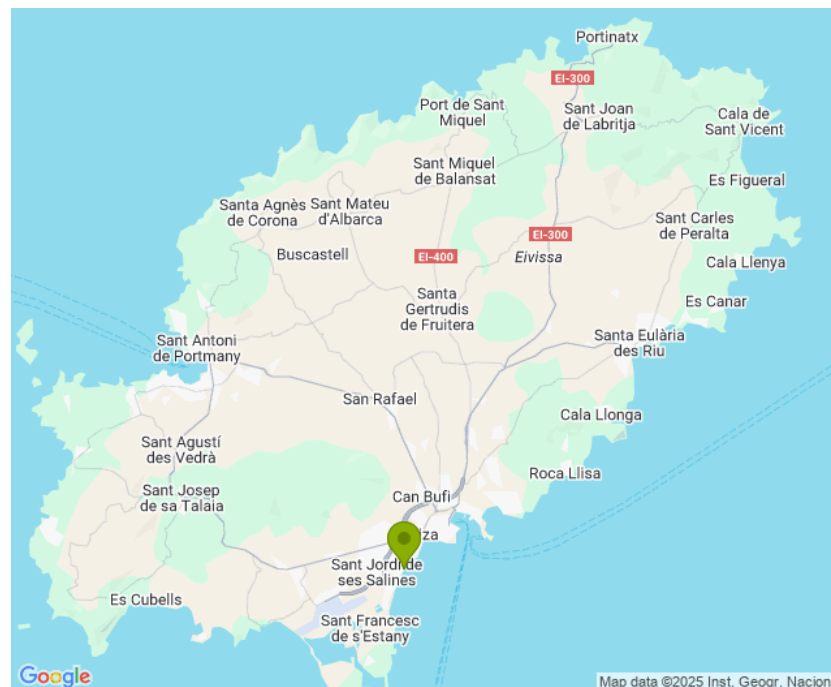 Portinatx
EI-300
Port de Sant
Miquel
Sant Joan
de Labritja
Cala de
Sant Vicent
Sant Miquel
de Balansat
Es Figueral
Santa Agnès
de Corona
Sant Mateu
d'Albarca
Sant Carles
de Peralta
EI-300
Buscastell
EI-400
Eivissa
Cala Llenya
Santa
Gertrudis
de Fruitera
Es Canar
Sant Antoni
de Portmany
Santa Eulària
des Riu
San Rafael
Cala Llonga
Sant Agustí
des Vedrà
Roca Llisa
Sant Josep
de sa Talaia
Can Bufi
iza
Sant Jordi de
ses Salines
Es Cubells
Sant Francesc
de s'Estany
Google
Map data ©2025 Inst. Geogr. Nacion